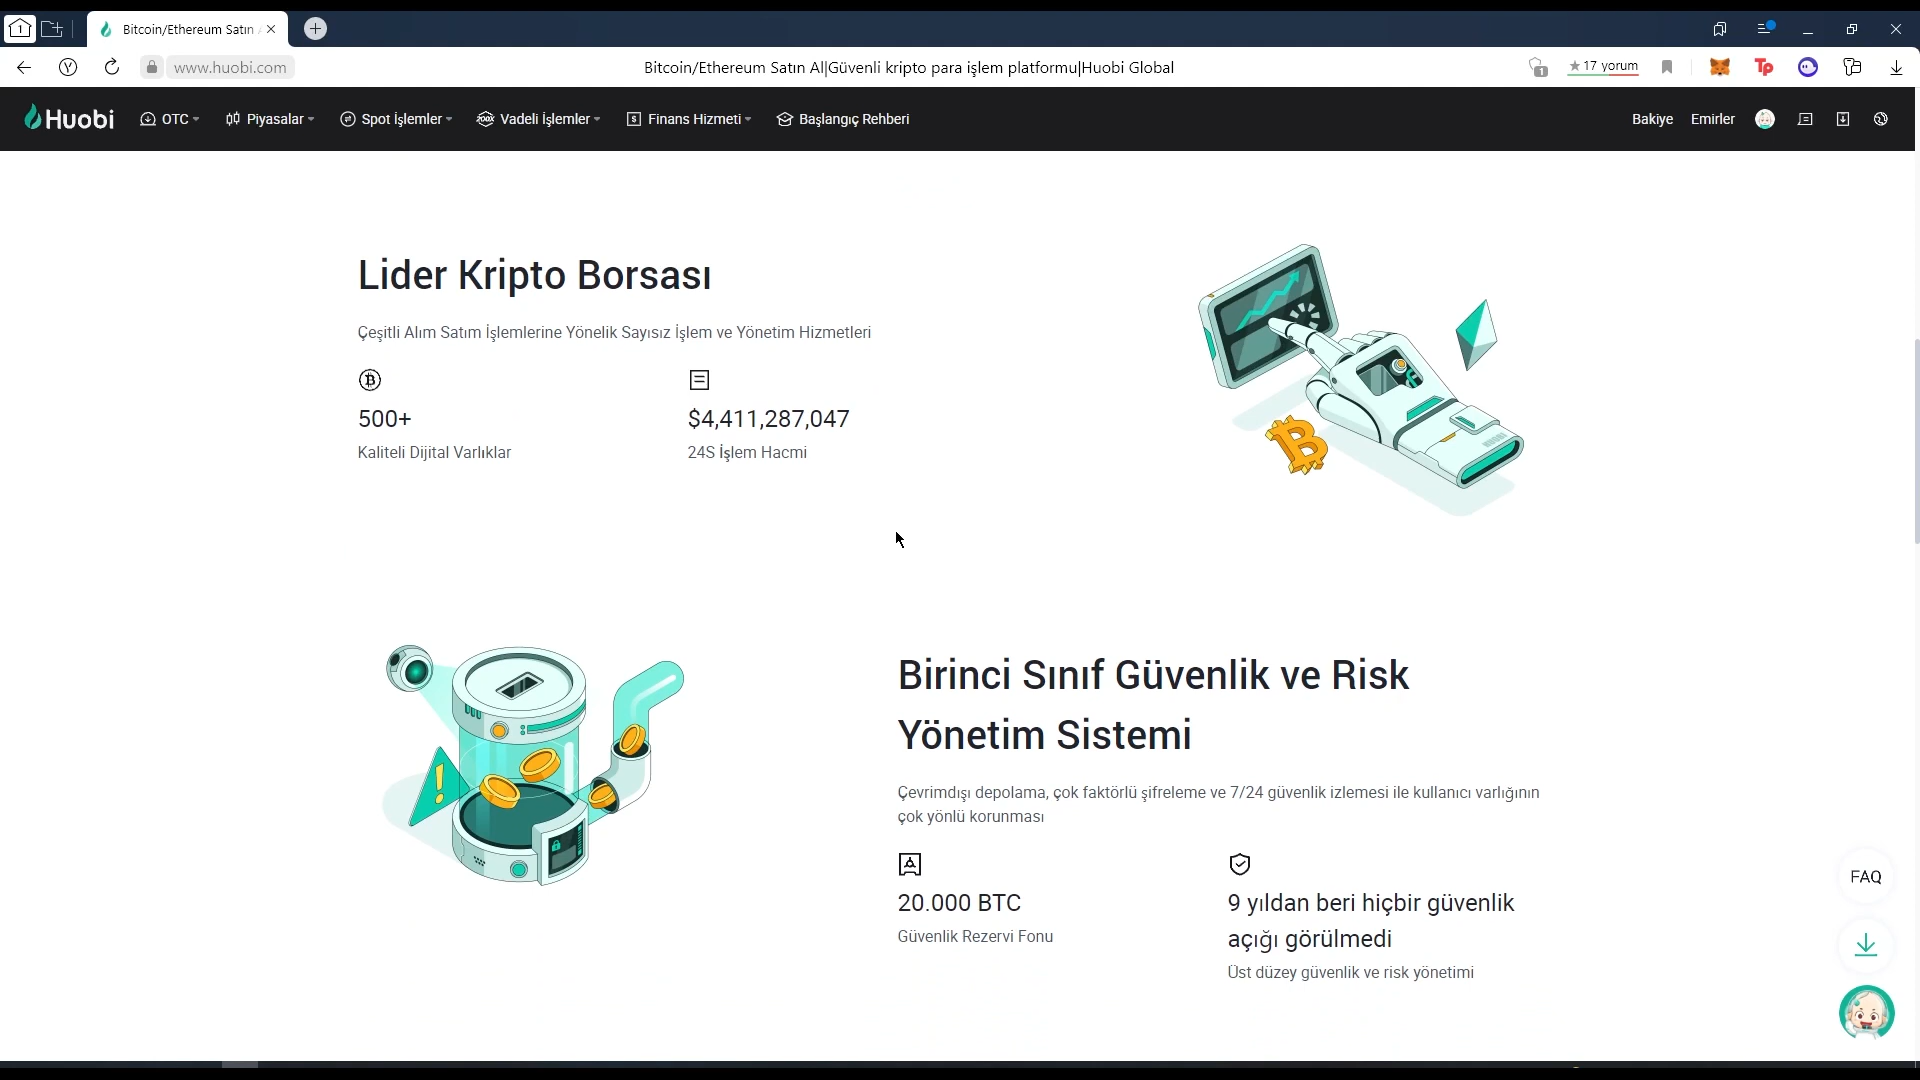 1
Bitcoin/Ethereum Satın
www.huobi.com
Bitcoin/Ethereum Satın Al|Güvenli kripto para işlem platformu|Huobi Global
1
17 yorum
Tp
Huobi
OTC
Piyasalar
Spot İşlemler
200X
Vadeli İşlemler
Finans Hizmeti
Başlangıç Rehberi
Bakiye
Emirler
Lider Kripto Borsası
Çeşitli Alım Satım İşlemlerine Yönelik Sayısız İşlem ve Yönetim Hizmetleri
500+
$4,411,287,047
Kaliteli Dijital Varlıklar
24S İşlem Hacmi
Birinci Sınıf Güvenlik ve Risk
Yönetim Sistemi
Çevrimdışı depolama, çok faktörlü şifreleme ve 7/24 güvenlik izlemesi ile kullanıcı varlığının
çok yönlü korunması
20.000 BTC
Güvenlik Rezervi Fonu
9 yıldan beri hiçbir güvenlik
açığı görülmedi
Üst düzey güvenlik ve risk yönetimi
FAQ